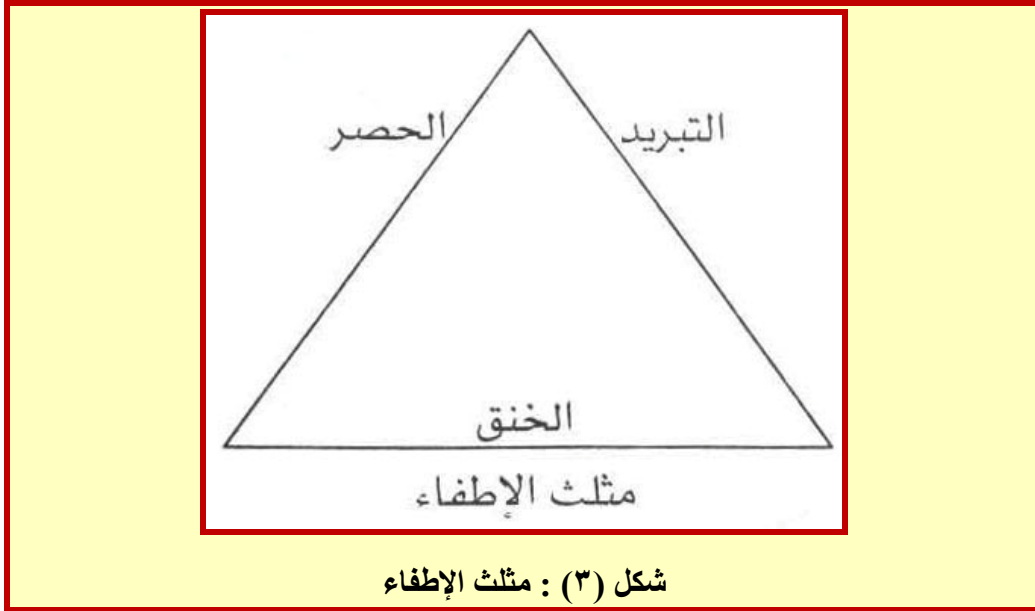 الحصر
التبريد
الخنق
مثلث الإطفاء
شكل (٣) : مثلث الإطفاء